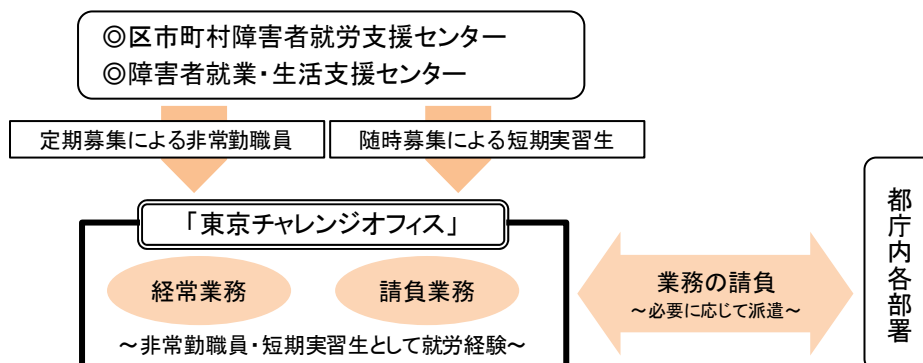 ◎区市町村障害者就労支援センター
◎障害者就業・生活支援センター
定期募集による非常勤職員
随時募集による短期実習生
「東京チャレンジオフィス」
経常業務
請負業務
～非常勤職員・短期実習生として就労経験～
業務の請負
～必要に応じて派遣～
都庁内各部署